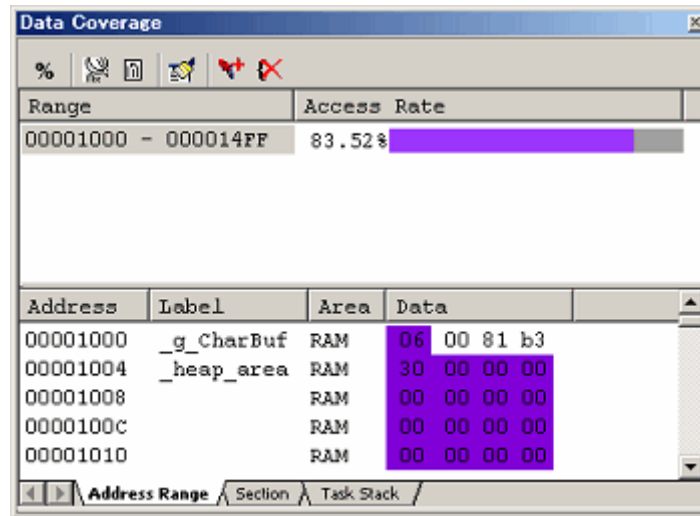 Data Coverage
%
Range Access Rate
00001000 - 000014FF 83.52%
Address Label Area Data
00001000 _g_CharBuf RAM 06 00 81 b3
00001004 _heap_area RAM 30 00 00 00
00001008 RAM 00 00 00 00
0000100C RAM 00 00 00 00
00001010 RAM 00 00 00 00
Address Range Section Task Stack